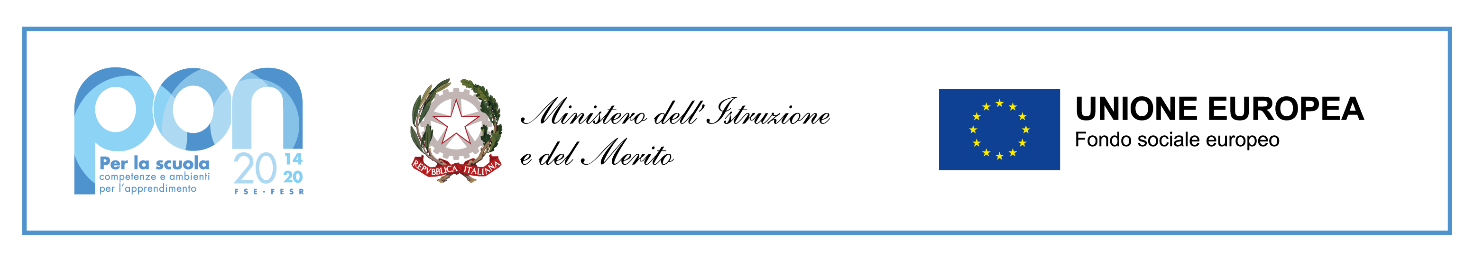 pon
Per la scuola
competenze e ambienti
per l'apprendimento
20 14
20
FSE-FESR
REPVBBLICA ITALIANA
Ministero dell'Istruzione
e del Merito
UNIONE EUROPEA
Fondo sociale europeo